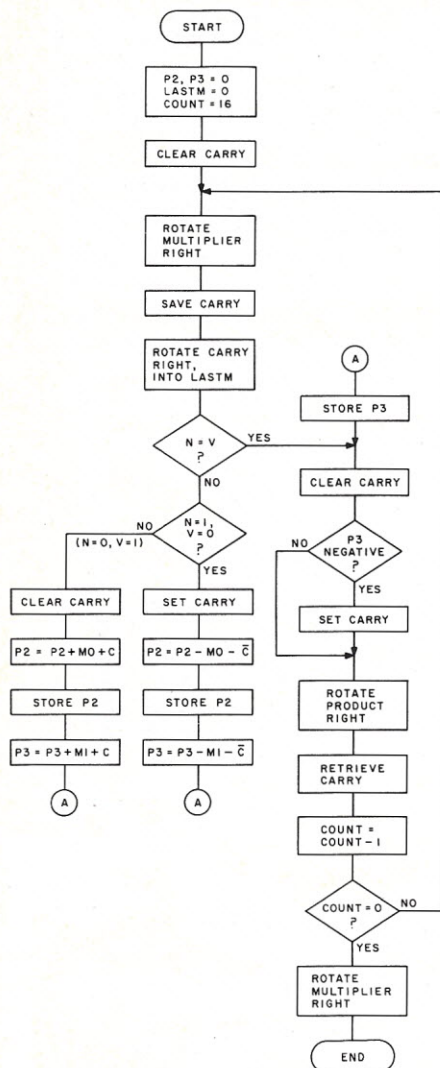 START
P2, P3 = 0
LASTM = 0
COUNT = 16
CLEAR CARRY
ROTATE
MULTIPLIER
RIGHT
SAVE CARRY
ROTATE CARRY
RIGHT,
INTO LASTM
N = V
?
YES
NO
N=1,
V=0
?
NO
(N=0, V=1)
YES
CLEAR CARRY
P2 = P2+M0+C
STORE P2
P3 = P3+M1+C
A
SET CARRY
P2 = P2-M0-C̅
STORE P2
P3 = P3-M1-C̅
A
A
STORE P3
CLEAR CARRY
P3
NEGATIVE
?
NO
YES
SET CARRY
ROTATE
PRODUCT
RIGHT
RETRIEVE
CARRY
COUNT =
COUNT-1
COUNT = 0
?
NO
YES
ROTATE
MULTIPLIER
RIGHT
END